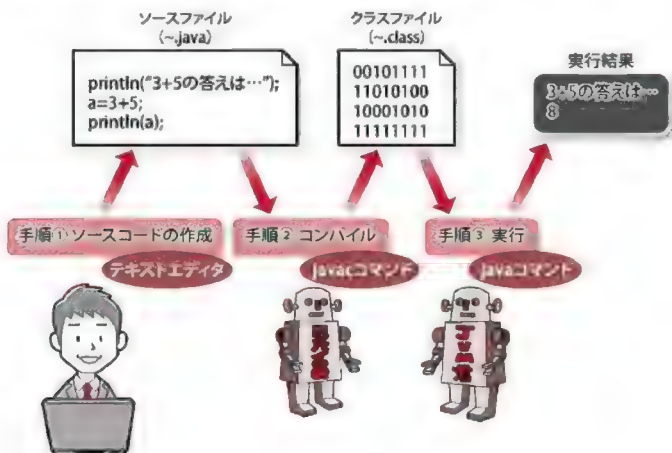 ソースファイル
(~.java)
println("3+5の答えは…");
a=3+5;
println(a);
クラスファイル
(~.class)
00101111
11010100
10001010
11111111
実行結果
3+5の答えは…
8
手順① ソースコードの作成
テキストエディタ
手順② コンパイル
javacコマンド
手順③ 実行
javaコマンド